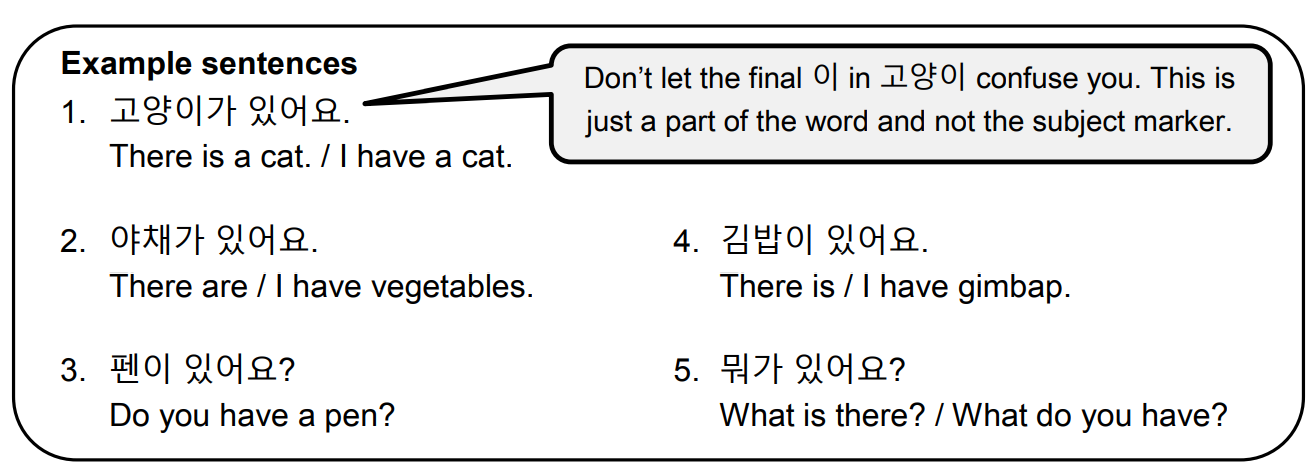 Example sentences
Don't let the final 이 in 고양이 confuse you. This is
just a part of the word and not the subject marker.
1. 고양이가 있어요.
There is a cat. / I have a cat.
2. 야채가 있어요.
There are / I have vegetables.
3. 펜이 있어요?
Do you have a pen?
4. 김밥이 있어요.
There is / I have gimbap.
5. 뭐가 있어요?
What is there? / What do you have?